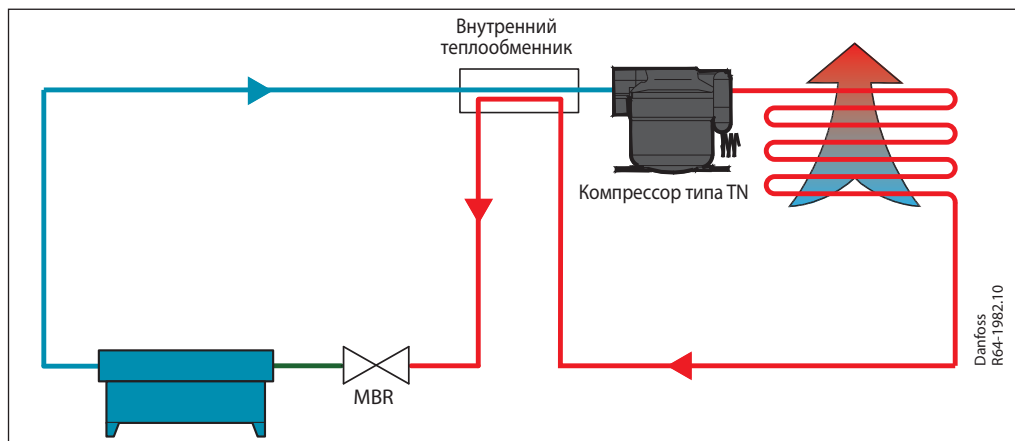 Внутренний
теплообменник
Компрессор типа TN
MBR
Danfoss
R64-1982.10